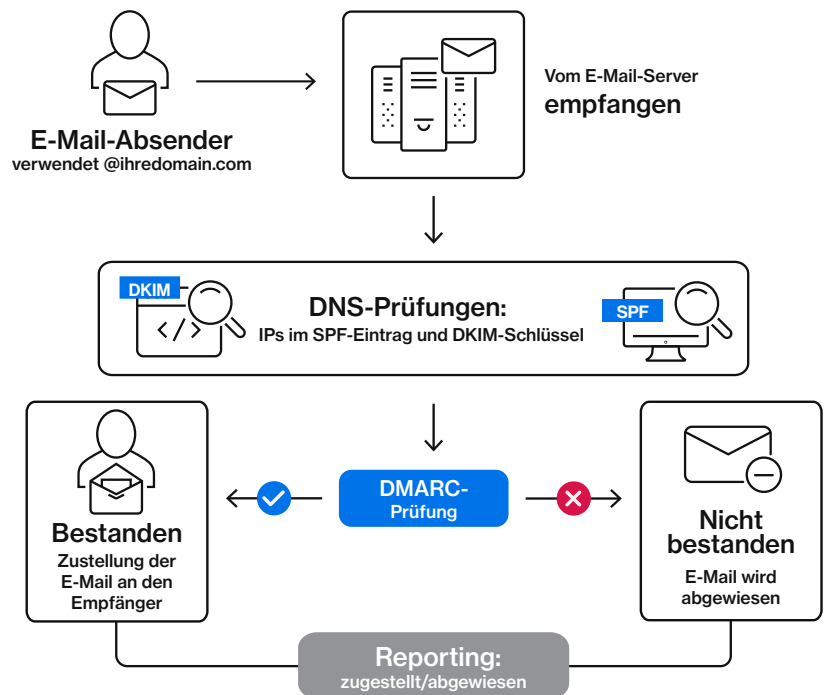 E-Mail-Absender
verwendet @ihredomain.com
Vom E-Mail-Server
empfangen
DKIM
DNS-Prüfungen:
IPs im SPF-Eintrag und DKIM-Schlüssel
SPF
DMARC-
Prüfung
Bestanden
Zustellung der
E-Mail an den
Empfänger
Nicht
bestanden
E-Mail wird
abgewiesen
Reporting:
zugestellt/abgewiesen